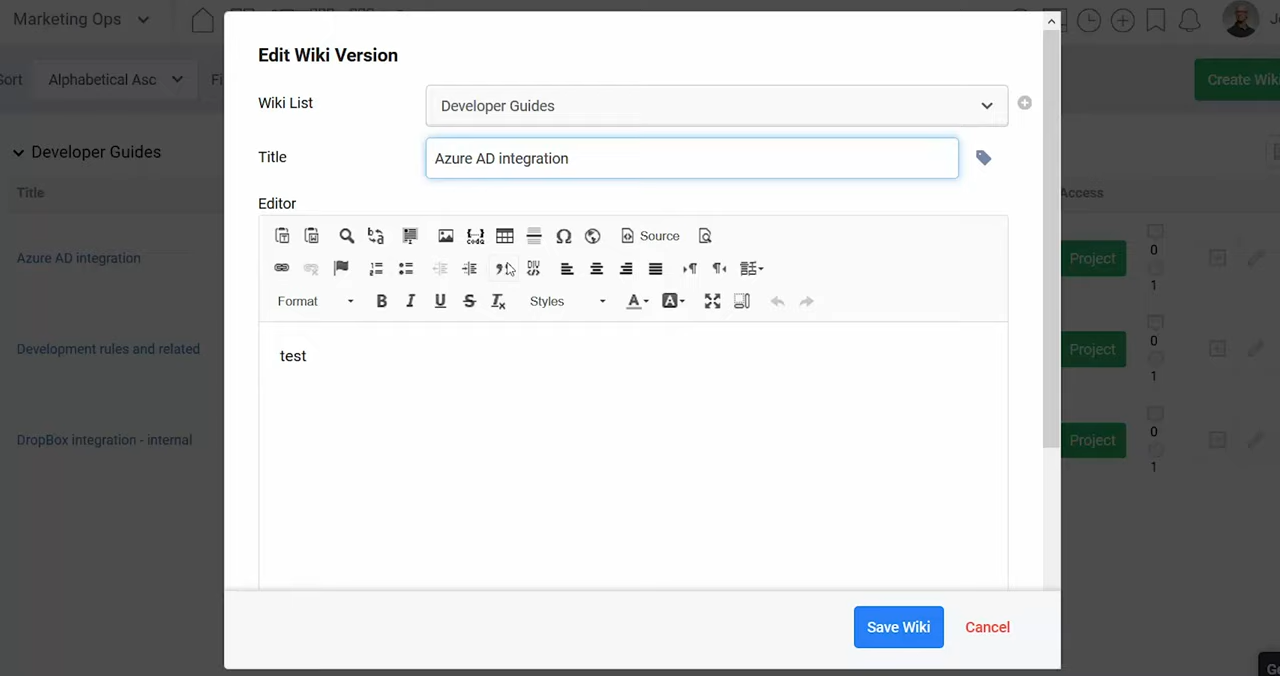 Marketing Ops
Sort
Alphabetical Asc
Create Wiki
Developer Guides
Title
Access
Azure AD integration
Project
0
1
Development rules and related
Project
0
1
DropBox integration - internal
Project
0
1
Edit Wiki Version
Wiki List
Developer Guides
Title
Azure AD integration
Editor
Source
Format
B I U S Tx
Styles
A
A
test
Save Wiki
Cancel